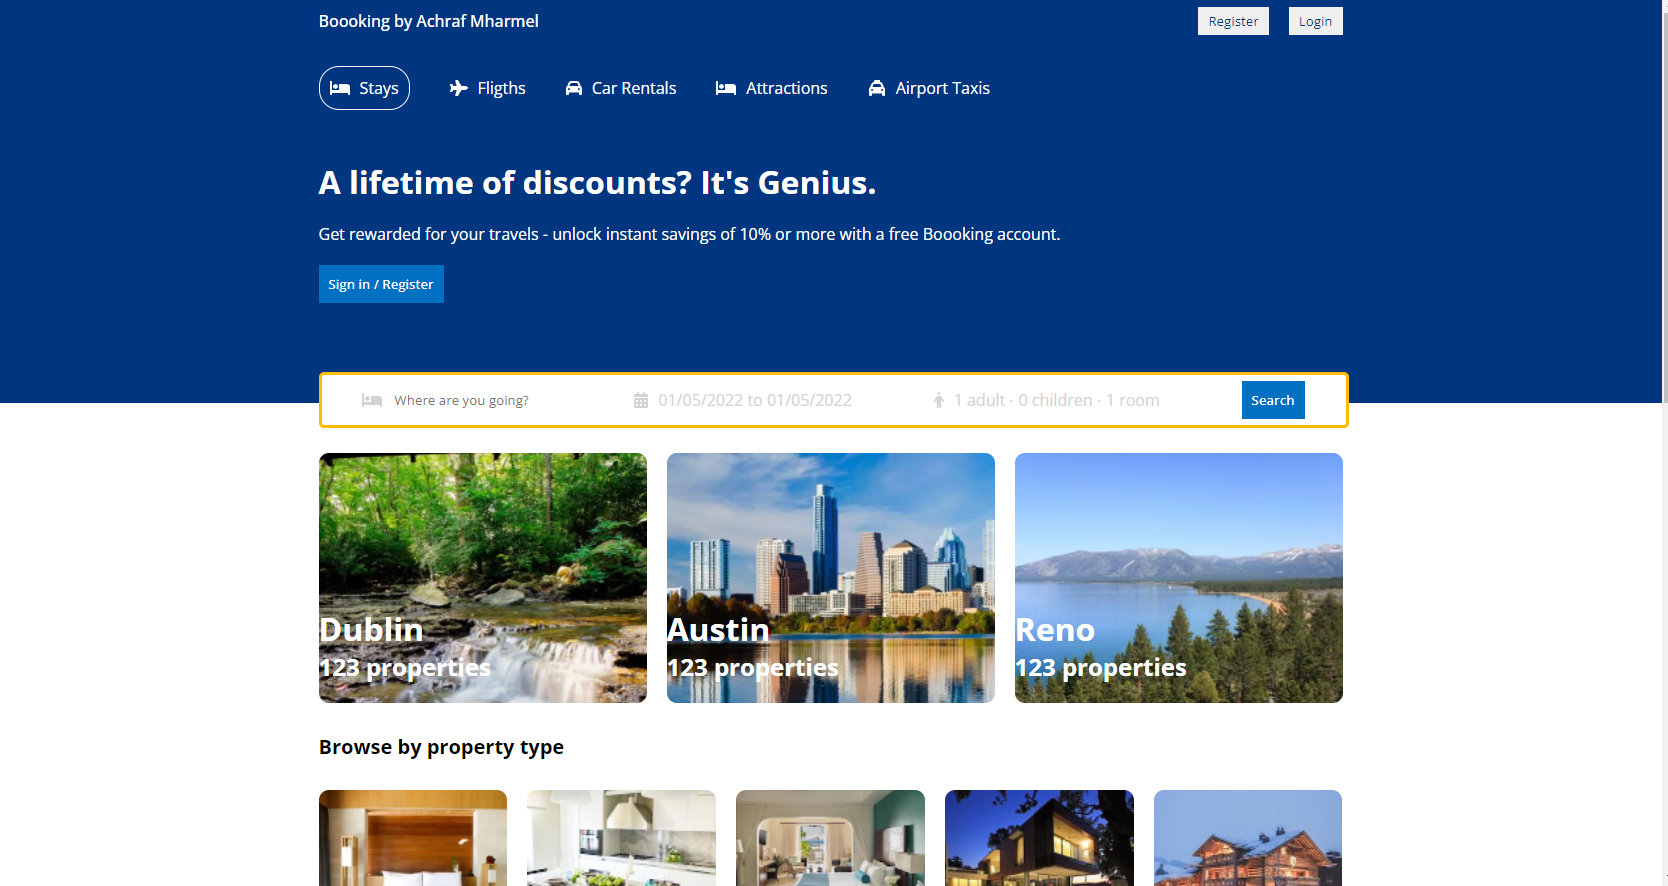 Boooking by Achraf Mharmel
Register
Login
Stays
Fligths
Car Rentals
Attractions
Airport Taxis
A lifetime of discounts? It's Genius.
Get rewarded for your travels - unlock instant savings of 10% or more with a free Boooking account.
Sign in / Register
Where are you going?
01/05/2022 to 01/05/2022
1 adult · 0 children · 1 room
Search
Dublin
123 properties
Austin
123 properties
Reno
123 properties
Browse by property type